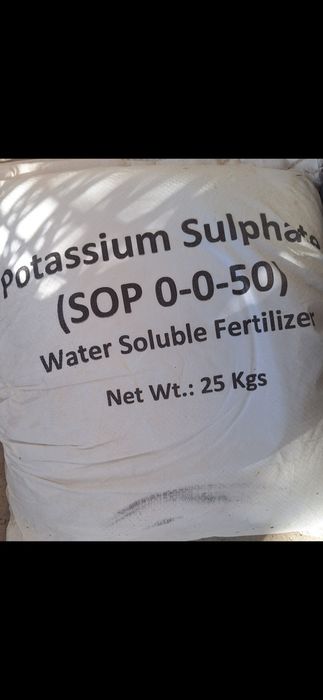 Potassium Sulphate
(SOP 0-0-50)
Water Soluble Fertilizer
Net Wt.: 25 Kgs